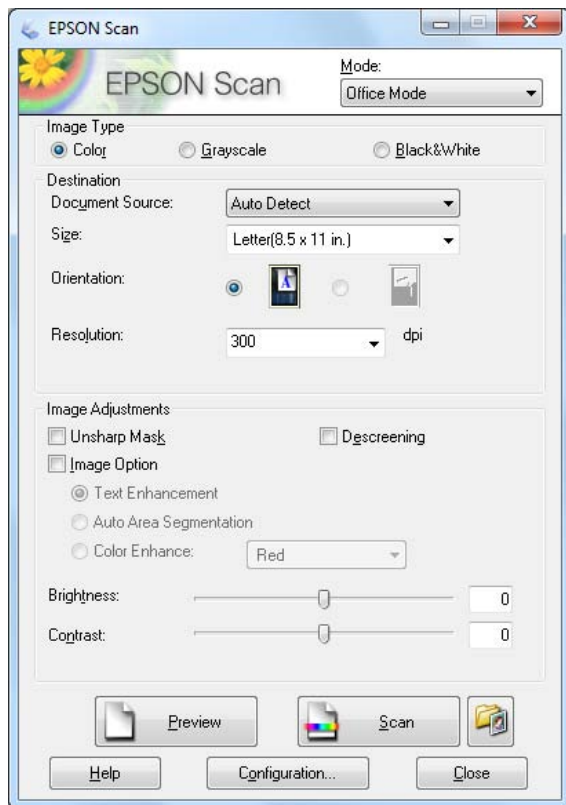 EPSON Scan
EPSON Scan
Mode:
Office Mode
Image Type
Color
Grayscale
Black&White
Destination
Document Source:
Auto Detect
Size:
Letter(8.5 x 11 in.)
Orientation:
A
Resolution:
300
dpi
Image Adjustments
Unsharp Mask
Descreening
Image Option
Text Enhancement
Auto Area Segmentation
Color Enhance:
Red
Brightness:
0
Contrast:
0
Preview
Scan
Help
Configuration...
Close